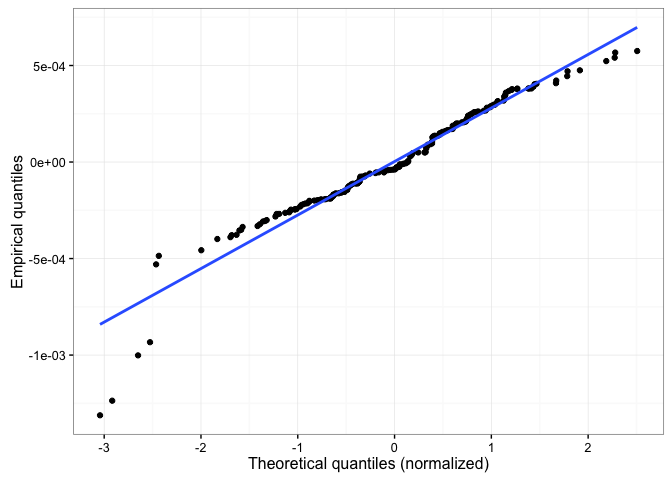 5e-04
0e+00
-5e-04
-1e-03
Empirical quantiles
-3 -2 -1 0 1 2
Theoretical quantiles (normalized)